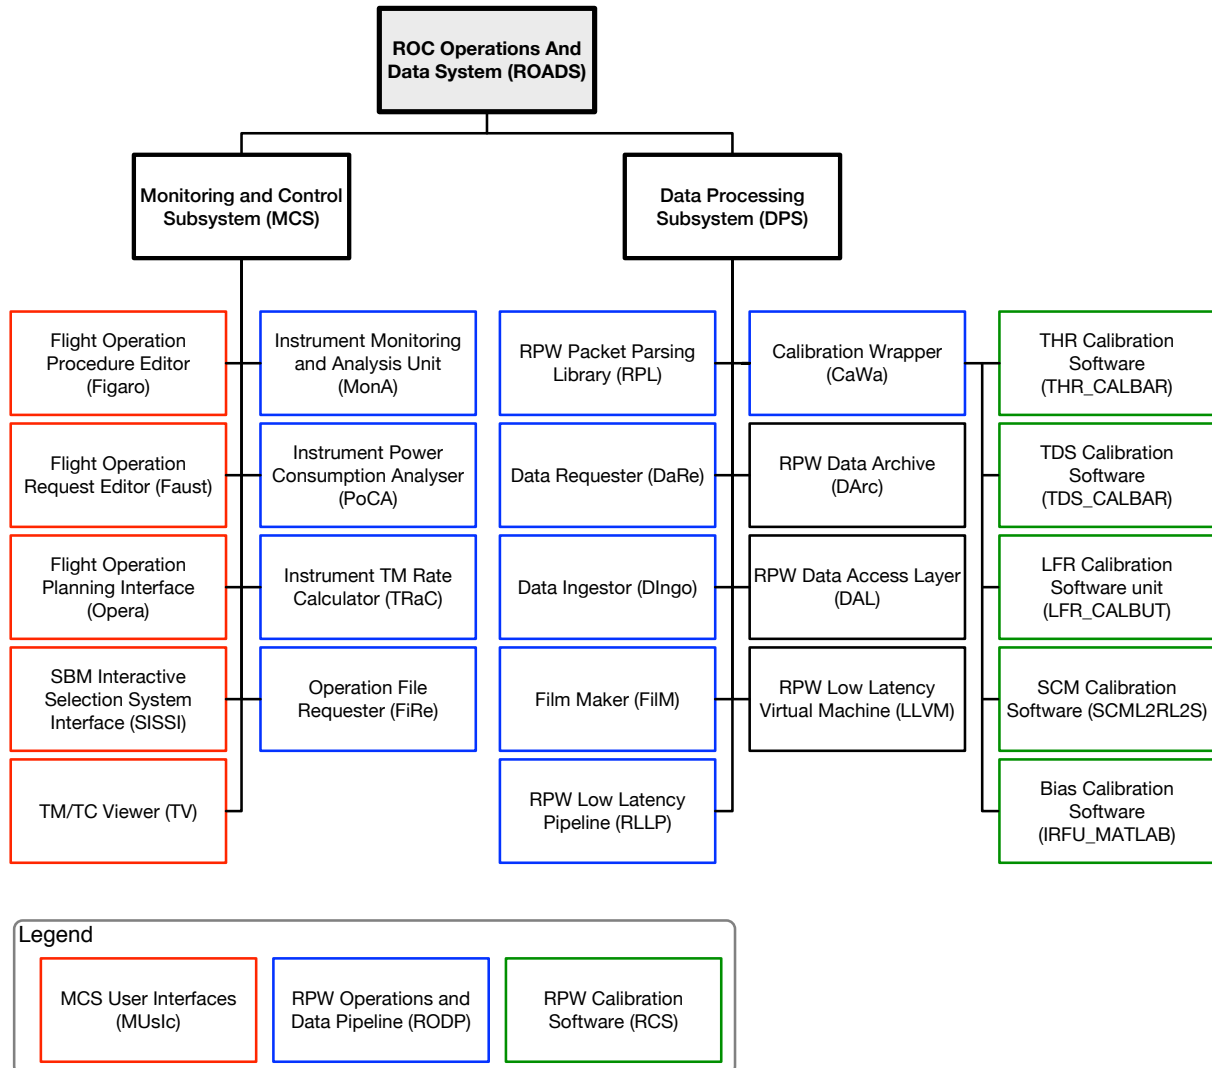 ROC Operations And
Data System (ROADS)
Monitoring and Control
Subsystem (MCS)
Data Processing
Subsystem (DPS)
Flight Operation
Procedure Editor
(Figaro)
Instrument Monitoring
and Analysis Unit
(MonA)
RPW Packet Parsing
Library (RPL)
Calibration Wrapper
(CaWa)
THR Calibration
Software
(THR_CALBAR)
Flight Operation
Request Editor (Faust)
Instrument Power
Consumption Analyser
(PoCA)
Data Requester (DaRe)
RPW Data Archive
(DArc)
TDS Calibration
Software
(TDS_CALBAR)
Flight Operation
Planning Interface
(Opera)
Instrument TM Rate
Calculator (TRaC)
Data Ingestor (DIngo)
RPW Data Access Layer
(DAL)
LFR Calibration
Software unit
(LFR_CALBUT)
SBM Interactive
Selection System
Interface (SISSI)
Operation File
Requester (FiRe)
Film Maker (FilM)
RPW Low Latency
Virtual Machine (LLVM)
SCM Calibration
Software (SCML2RL2S)
TM/TC Viewer (TV)
RPW Low Latency
Pipeline (RLLP)
Bias Calibration
Software
(IRFU_MATLAB)
Legend
MCS User Interfaces
(MUsIc)
RPW Operations and
Data Pipeline (RODP)
RPW Calibration
Software (RCS)